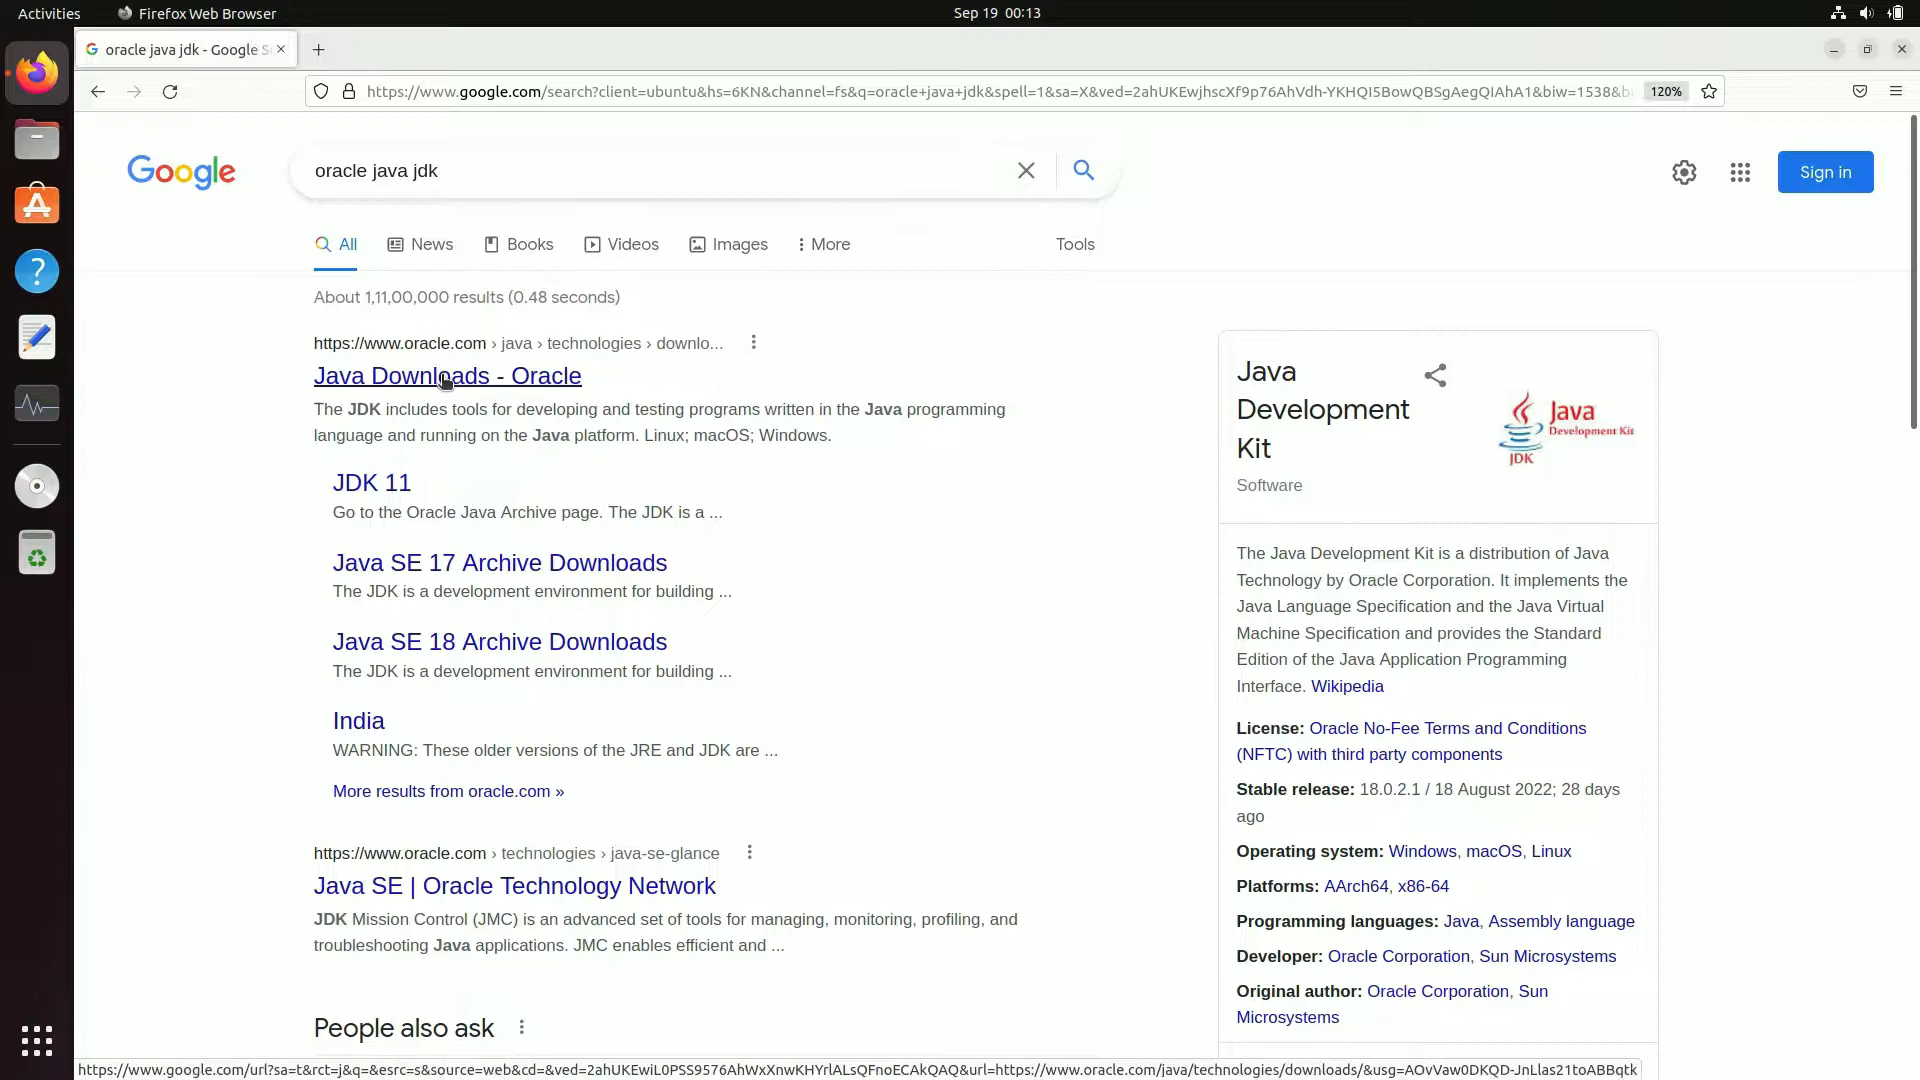 Activities
Firefox Web Browser
Sep 19 00:13
oracle java jdk - Google S
https://www.google.com/search?client=ubuntu&hs=6KN&channel=fs&q=oracle+java+jdk&spell=1&sa=X&ved=2ahUKEwjhscXf9p76AhVdh-YKHQI5BowQBSgAegQIAhA1&biw=1538&b
120%
Google
oracle java jdk
Sign in
All
News
Books
Videos
Images
More
Tools
About 1,11,00,000 results (0.48 seconds)
https://www.oracle.com › java › technologies › downlo...
Java Downloads - Oracle
The JDK includes tools for developing and testing programs written in the Java programming
language and running on the Java platform. Linux; macOS; Windows.
JDK 11
Go to the Oracle Java Archive page. The JDK is a ...
Java SE 17 Archive Downloads
The JDK is a development environment for building ...
Java SE 18 Archive Downloads
The JDK is a development environment for building ...
India
WARNING: These older versions of the JRE and JDK are ...
More results from oracle.com »
https://www.oracle.com › technologies › java-se-glance
Java SE | Oracle Technology Network
JDK Mission Control (JMC) is an advanced set of tools for managing, monitoring, profiling, and
troubleshooting Java applications. JMC enables efficient and ...
People also ask
Java
Development
Kit
Software
Java
Development Kit
JDK
The Java Development Kit is a distribution of Java
Technology by Oracle Corporation. It implements the
Java Language Specification and the Java Virtual
Machine Specification and provides the Standard
Edition of the Java Application Programming
Interface. Wikipedia
License: Oracle No-Fee Terms and Conditions
(NFTC) with third party components
Stable release: 18.0.2.1 / 18 August 2022; 28 days
ago
Operating system: Windows, macOS, Linux
Platforms: AArch64, x86-64
Programming languages: Java, Assembly language
Developer: Oracle Corporation, Sun Microsystems
Original author: Oracle Corporation, Sun
Microsystems
https://www.google.com/url?sa=t&rct=j&q=&esrc=s&source=web&cd=&ved=2ahUKEwiL0PSS9576AhWxXnwKHYrlALsQFnoECAkQAQ&url=https://www.oracle.com/java/technologies/downloads/&usg=AOvVaw0DKQD-JnLlas21toABBqtk